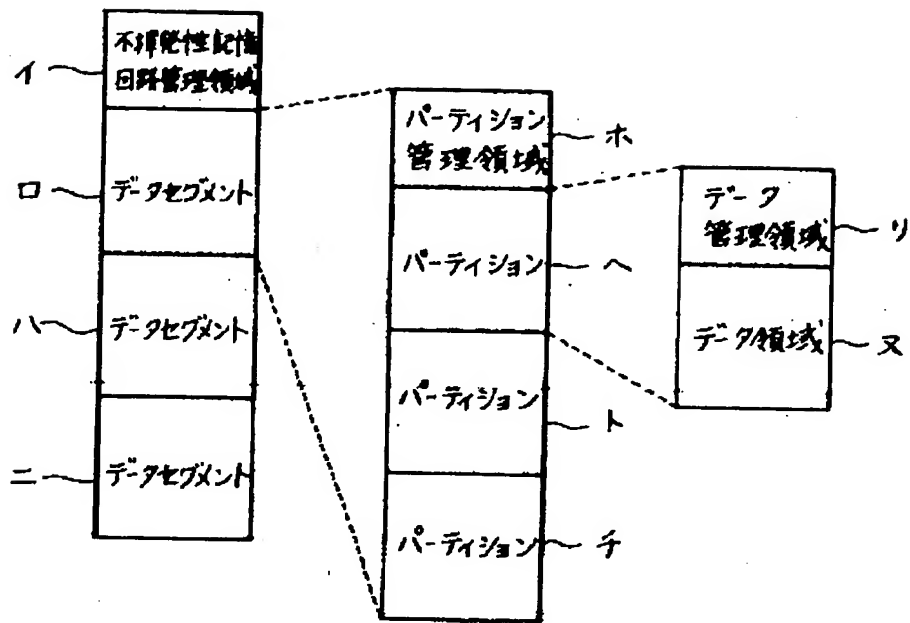 不揮発性記憶
回路管理領域
イ
データセグメント
ロ
データセグメント
ハ
データセグメント
ニ
パーティション
管理領域
ホ
パーティション
ヘ
パーティション
ト
パーティション
チ
データ
管理領域
リ
データ領域
ヌ